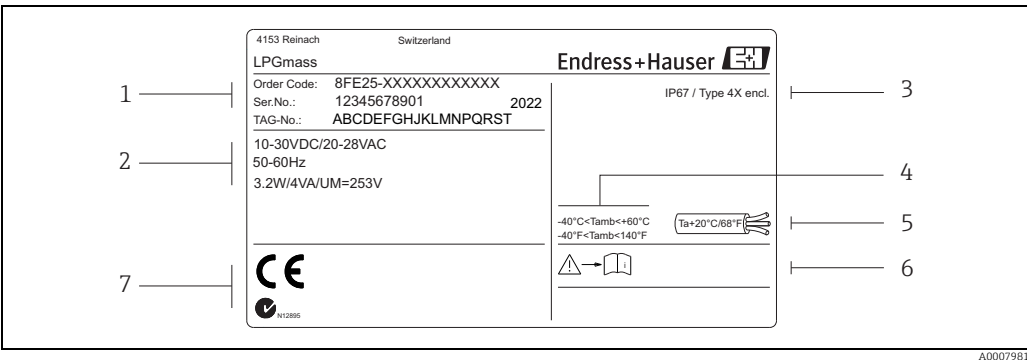 4153 Reinach Switzerland
LPGmass
Endress+Hauser
Order Code: 8FE25-XXXXXXXXXXXX
Ser.No.: 12345678901 2022
TAG-No.: ABCDEFGHJKLMNPQRST
IP67 / Type 4X encl.
1
3
10-30VDC/20-28VAC
50-60Hz
3.2W/4VA/UM=253V
2
4
-40°C<Tamb<+60°C
-40°F<Tamb<140°F
Ta+20°C/68°F
5
i
6
CE
7
N12895
A0007981